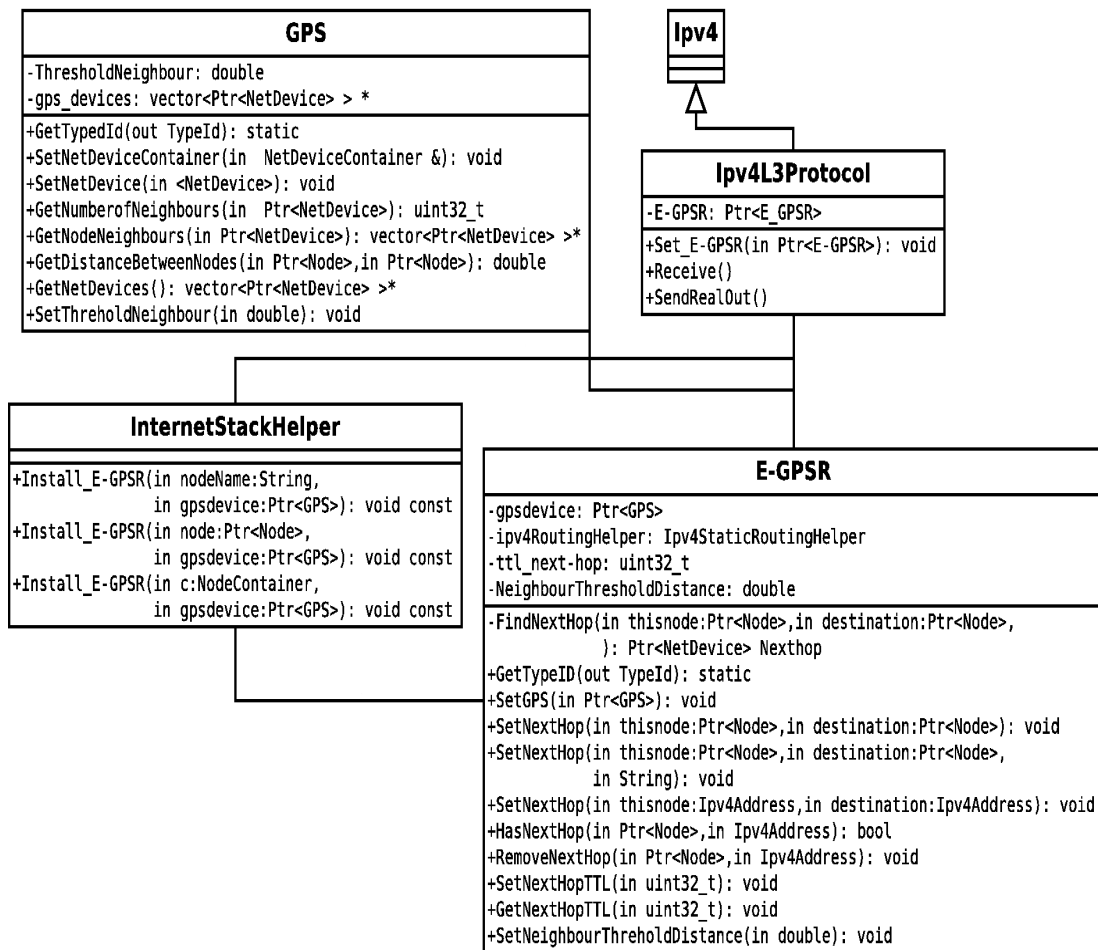 GPS
-ThresholdNeighbour: double
-gps_devices: vector<Ptr<NetDevice> > *
+GetTypedId(out TypeId): static
+SetNetDeviceContainer(in  NetDeviceContainer &): void
+SetNetDevice(in <NetDevice>): void
+GetNumberofNeighbours(in  Ptr<NetDevice>): uint32_t
+GetNodeNeighbours(in Ptr<NetDevice>): vector<Ptr<NetDevice> >*
+GetDistanceBetweenNodes(in Ptr<Node>,in Ptr<Node>): double
+GetNetDevices(): vector<Ptr<NetDevice> >*
+SetThreholdNeighbour(in double): void
Ipv4
Ipv4L3Protocol
-E-GPSR: Ptr<E_GPSR>
+Set_E-GPSR(in Ptr<E-GPSR>): void
+Receive()
+SendRealOut()
InternetStackHelper
+Install_E-GPSR(in nodeName:String,
in gpsdevice:Ptr<GPS>): void const
+Install_E-GPSR(in node:Ptr<Node>,
in gpsdevice:Ptr<GPS>): void const
+Install_E-GPSR(in c:NodeContainer,
in gpsdevice:Ptr<GPS>): void const
E-GPSR
-gpsdevice: Ptr<GPS>
-ipv4RoutingHelper: Ipv4StaticRoutingHelper
-ttl_next-hop: uint32_t
-NeighbourThresholdDistance: double
-FindNextHop(in thisnode:Ptr<Node>,in destination:Ptr<Node>,
): Ptr<NetDevice> Nexthop
+GetTypeID(out TypeId): static
+SetGPS(in Ptr<GPS>): void
+SetNextHop(in thisnode:Ptr<Node>,in destination:Ptr<Node>): void
+SetNextHop(in thisnode:Ptr<Node>,in destination:Ptr<Node>,
in String): void
+SetNextHop(in thisnode:Ipv4Address,in destination:Ipv4Address): void
+HasNextHop(in Ptr<Node>,in Ipv4Address): bool
+RemoveNextHop(in Ptr<Node>,in Ipv4Address): void
+SetNextHopTTL(in uint32_t): void
+GetNextHopTTL(in uint32_t): void
+SetNeighbourThreholdDistance(in double): void